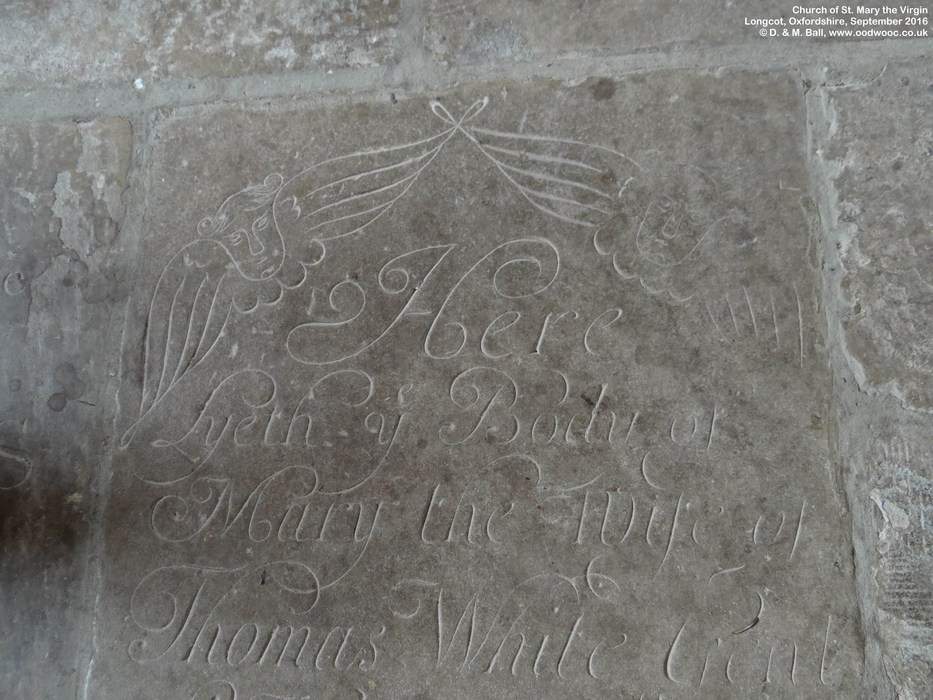 Church of St. Mary the Virgin
Longcot, Oxfordshire, September 2016
© D. & M. Ball, www.oodwooc.co.uk
Here
Lyeth yͤ Body of
Mary the Wife of
Thomas White Gent